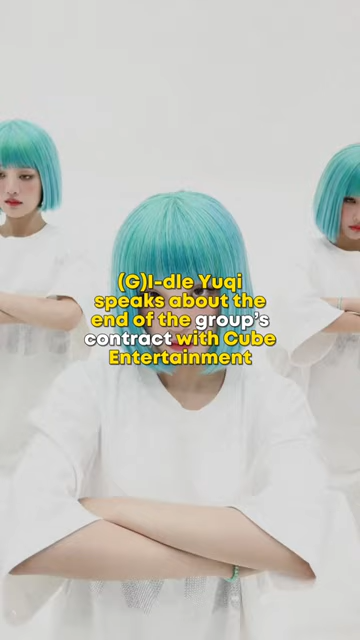 (G)I-dle Yuqi
speaks about the
end of the group's
contract with Cube
Entertainment